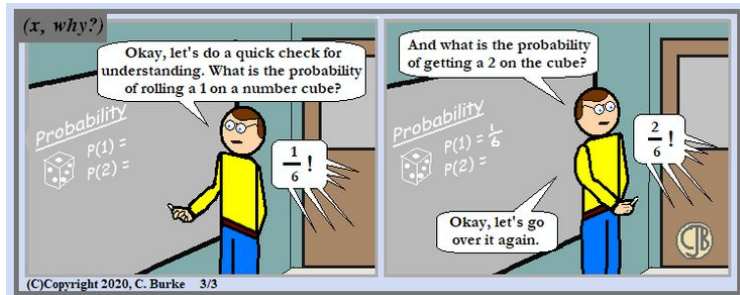 (x, why?)
Okay, let's do a quick check for
understanding. What is the probability
of rolling a 1 on a number cube?
Probability
P(1) =
P(2) =
1
6 !
And what is the probability
of getting a 2 on the cube?
Probability
P(1) = 1/6
P(2) =
2
6 !
Okay, let's go
over it again.
CJB
(C)Copyright 2020, C. Burke 3/3